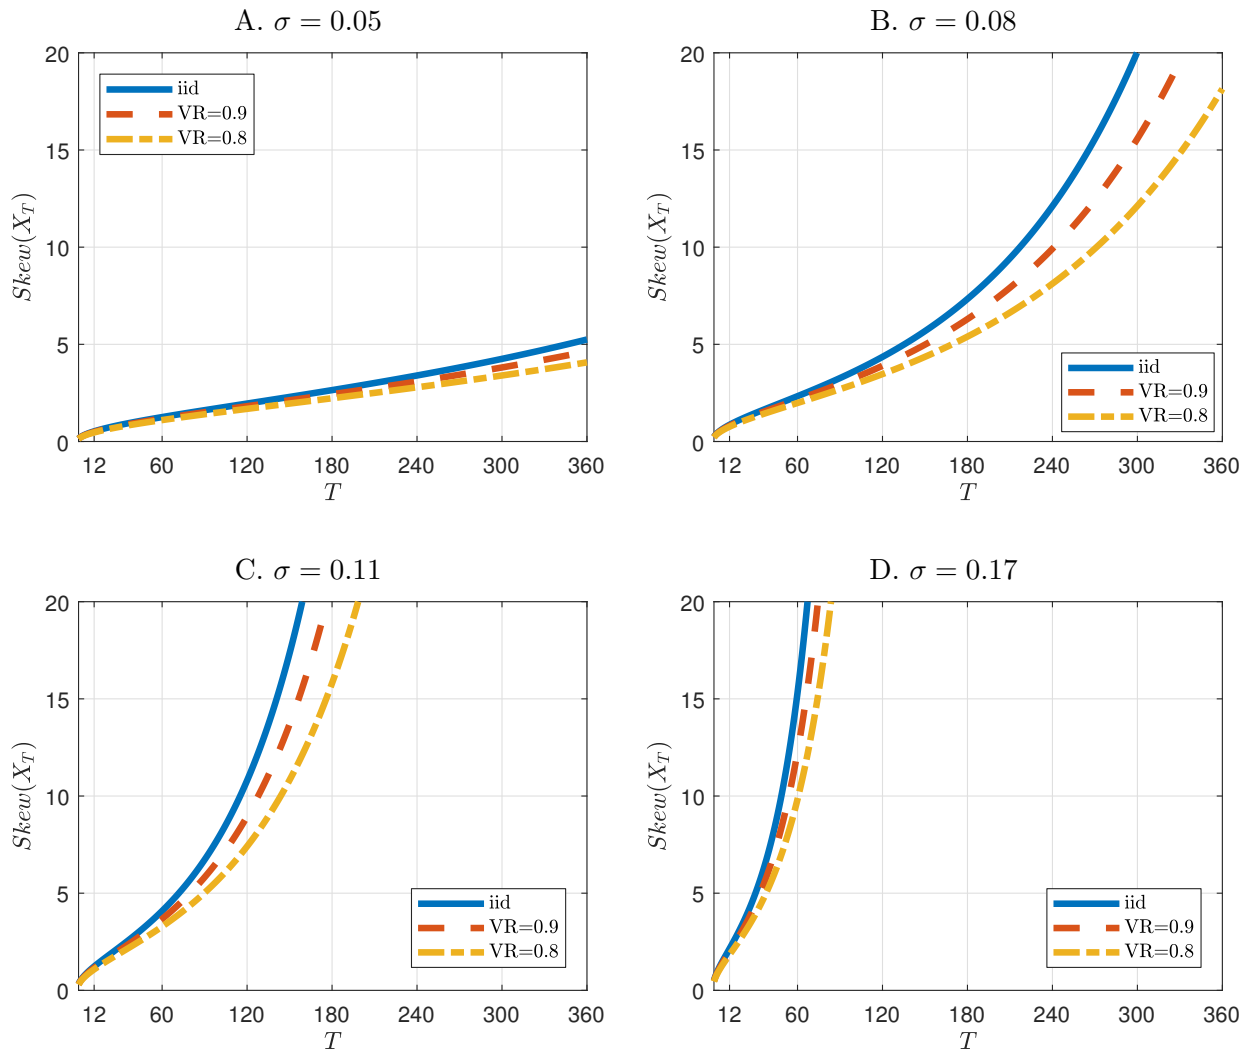 A. σ = 0.05
20
15
10
5
0
Skew(X_T)
iid
VR=0.9
VR=0.8
12 60 120 180 240 300 360
T
B. σ = 0.08
20
15
10
5
0
Skew(X_T)
iid
VR=0.9
VR=0.8
12 60 120 180 240 300 360
T
C. σ = 0.11
20
15
10
5
0
Skew(X_T)
iid
VR=0.9
VR=0.8
12 60 120 180 240 300 360
T
D. σ = 0.17
20
15
10
5
0
Skew(X_T)
iid
VR=0.9
VR=0.8
12 60 120 180 240 300 360
T